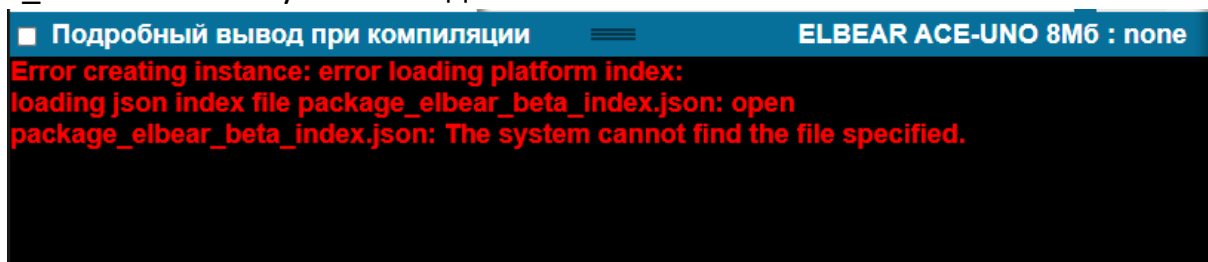 Подробный вывод при компиляции ELBEAR ACE-UNO 8Мб : none
Error creating instance: error loading platform index:
loading json index file package_elbear_beta_index.json: open
package_elbear_beta_index.json: The system cannot find the file specified.